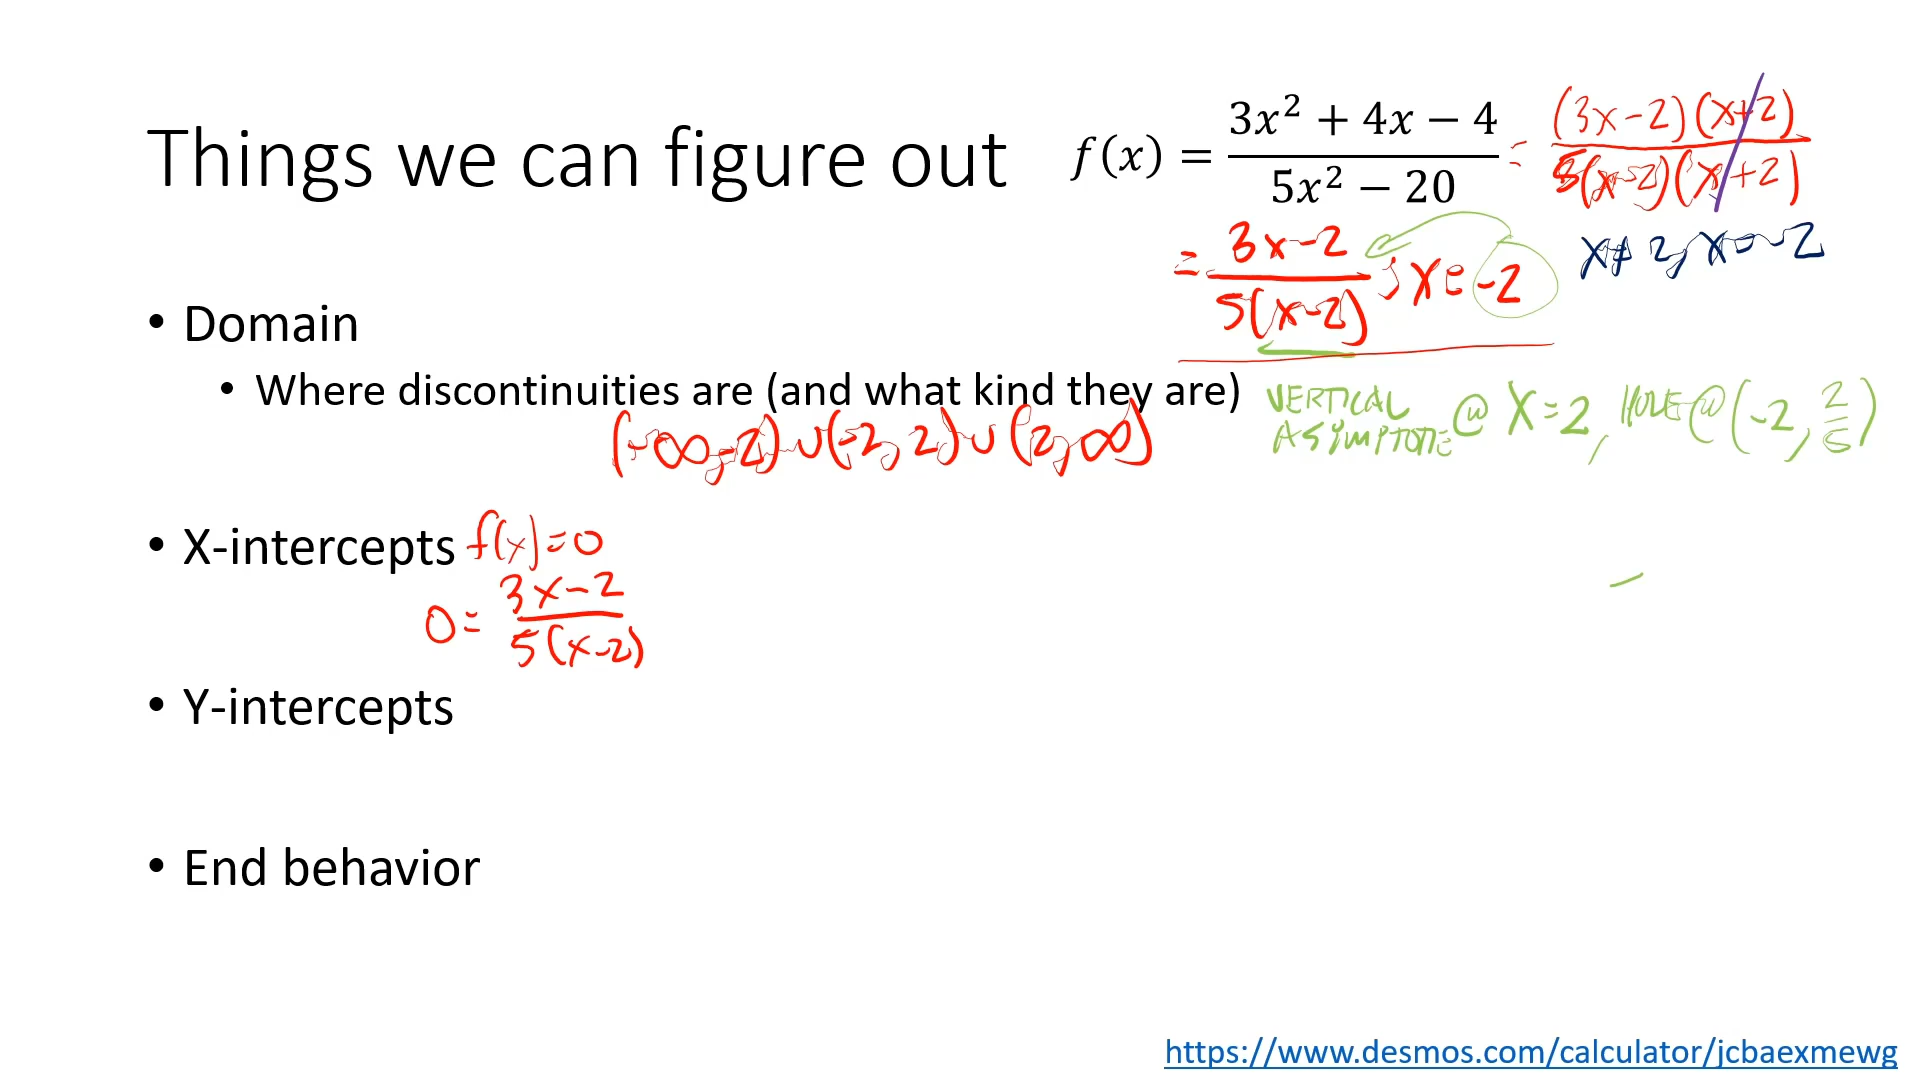 Things we can figure out
f(x) = (3x² + 4x − 4)/(5x² − 20) = (3x-2)(x+2)/5(x-2)(x+2)
= 3x-2/5(x-2) ; x = -2
x ≠ 2, x = -2
• Domain
• Where discontinuities are (and what kind they are)
VERTICAL ASYMPTOTE @ X=2, HOLE @ (-2, 2/5)
(-∞,-2) ∪ (-2, 2) ∪ (2, ∞)
• X-intercepts f(x)=0
0 = 3x-2/5(x-2)
• Y-intercepts
• End behavior
https://www.desmos.com/calculator/jcbaexmewg